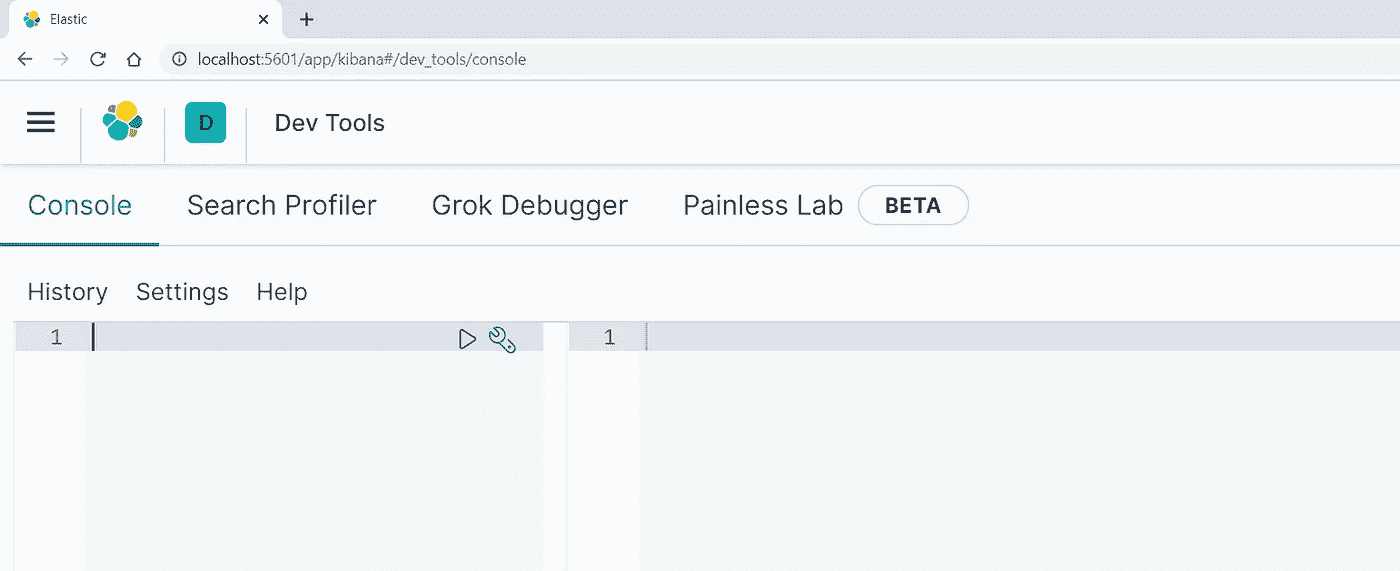 Elastic
localhost:5601/app/kibana#/dev_tools/console
D Dev Tools
Console Search Profiler Grok Debugger Painless Lab BETA
History Settings Help
1 1